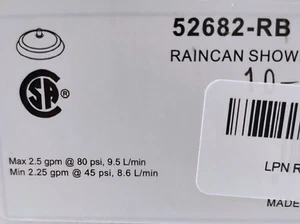 52682-RB
RAINCAN SHOW
SA ®
Max 2.5 gpm @ 80 psi, 9.5 L/min
Min 2.25 gpm @ 45 psi, 8.6 L/min
LPN R
MADE